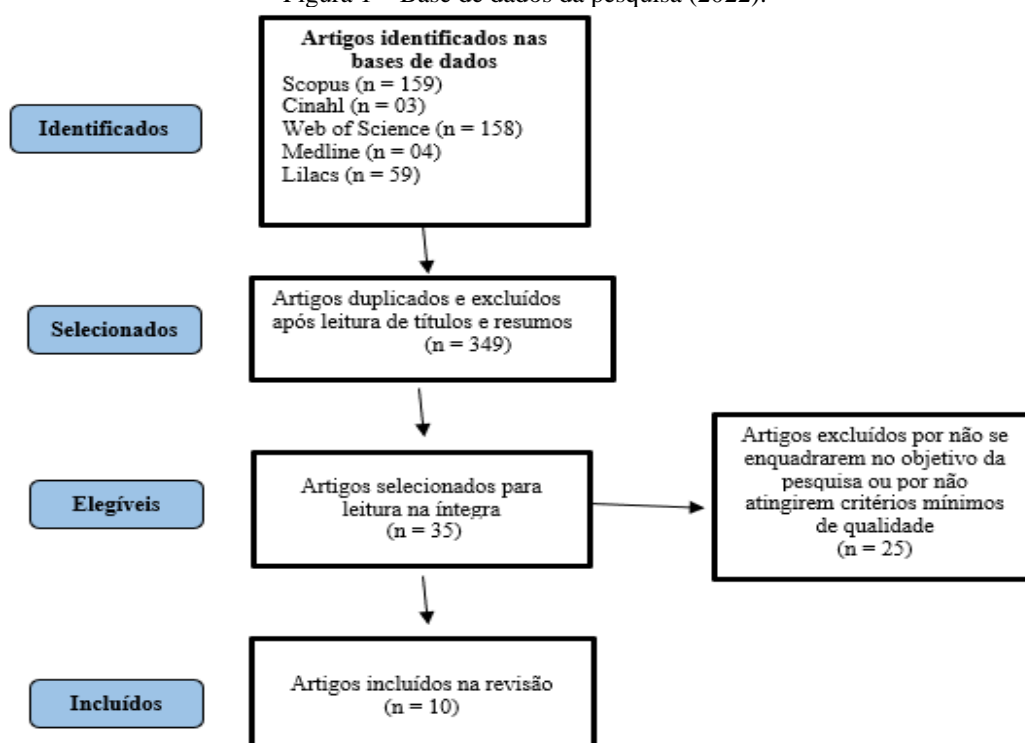 Figura 1 – Base de dados da pesquisa (2022).
Artigos identificados nas
bases de dados
Scopus (n = 159)
Cinahl (n = 03)
Web of Science (n = 158)
Medline (n = 04)
Lilacs (n = 59)
Identificados
Artigos duplicados e excluídos
após leitura de títulos e resumos
(n = 349)
Selecionados
Artigos excluídos por não se
enquadrarem no objetivo da
pesquisa ou por não
atingirem critérios mínimos
de qualidade
(n = 25)
Artigos selecionados para
leitura na íntegra
(n = 35)
Elegíveis
Artigos incluídos na revisão
(n = 10)
Incluídos